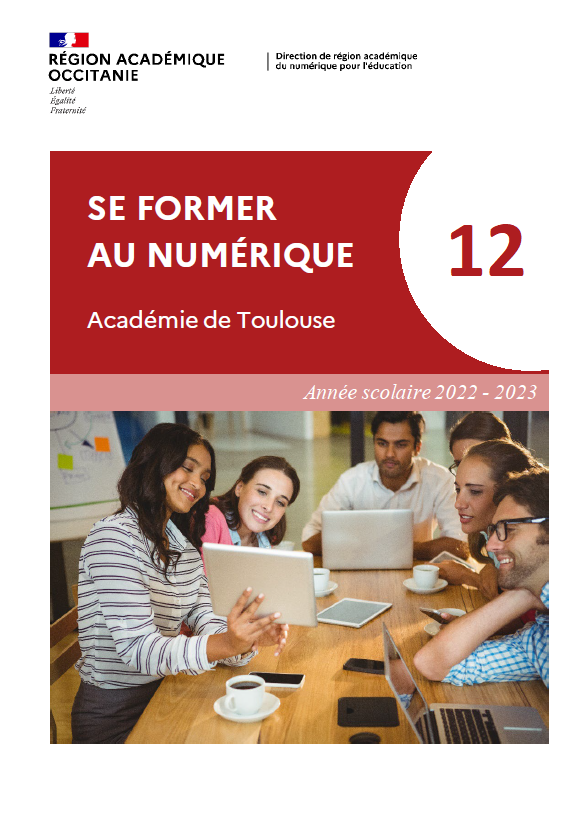 RÉGION ACADÉMIQUE
OCCITANIE
Liberté
Égalité
Fraternité
Direction de région académique
du numérique pour l'éducation
SE FORMER
AU NUMÉRIQUE
12
Académie de Toulouse
Année scolaire 2022 - 2023